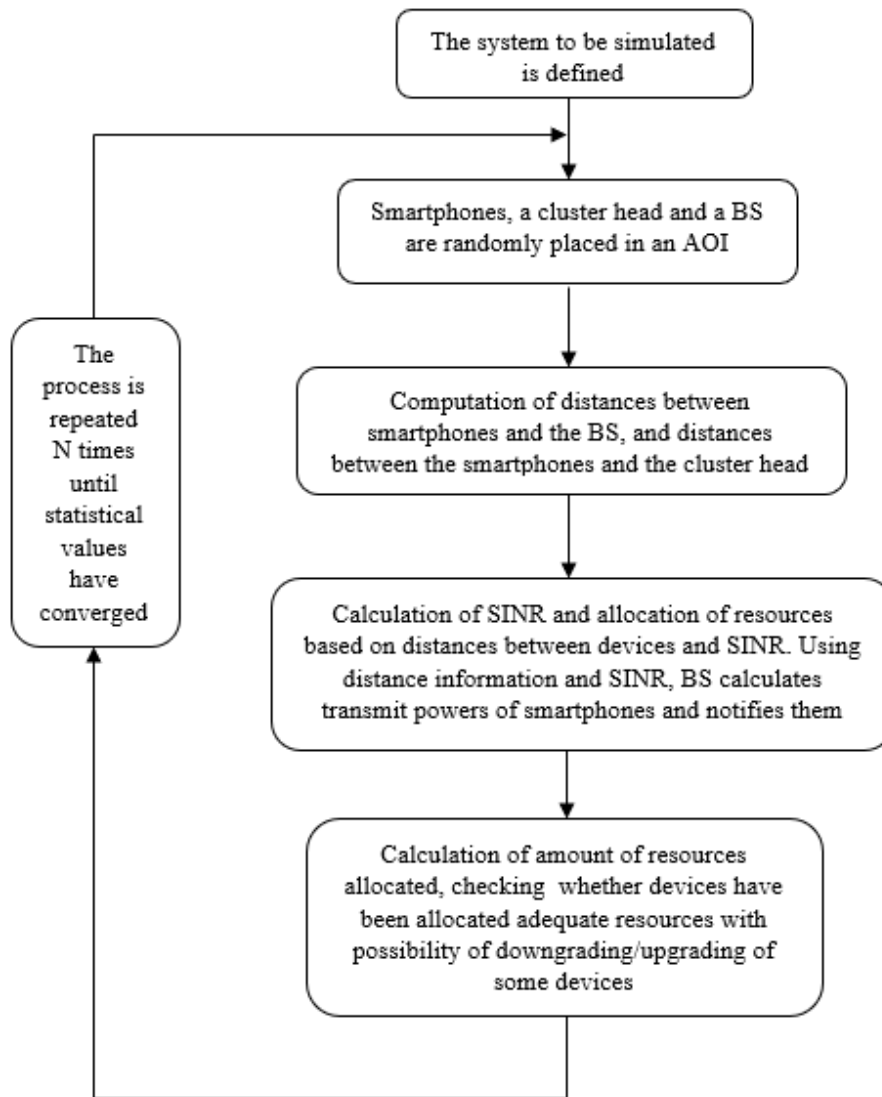 The system to be simulated
is defined
Smartphones, a cluster head and a BS
are randomly placed in an AOI
The
process is
repeated
N times
until
statistical
values
have
converged
Computation of distances between
smartphones and the BS, and distances
between the smartphones and the cluster head
Calculation of SINR and allocation of resources
based on distances between devices and SINR. Using
distance information and SINR, BS calculates
transmit powers of smartphones and notifies them
Calculation of amount of resources
allocated, checking  whether devices have
been allocated adequate resources with
possibility of downgrading/upgrading of
some devices